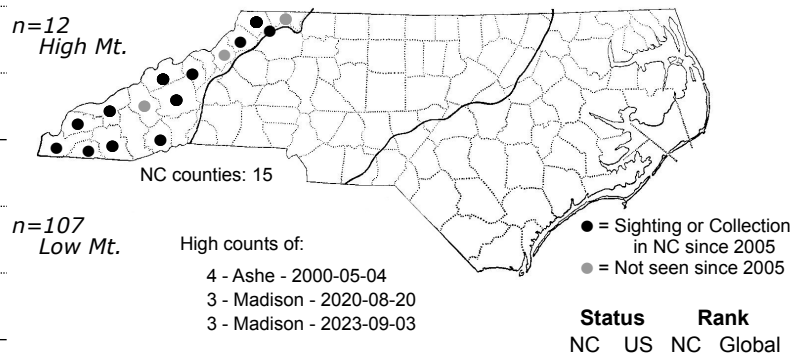 n=12
High Mt.
NC counties: 15
n=107
Low Mt.
High counts of:
4 - Ashe - 2000-05-04
3 - Madison - 2020-08-20
3 - Madison - 2023-09-03
= Sighting or Collection
in NC since 2005
= Not seen since 2005
Status Rank
NC US NC Global